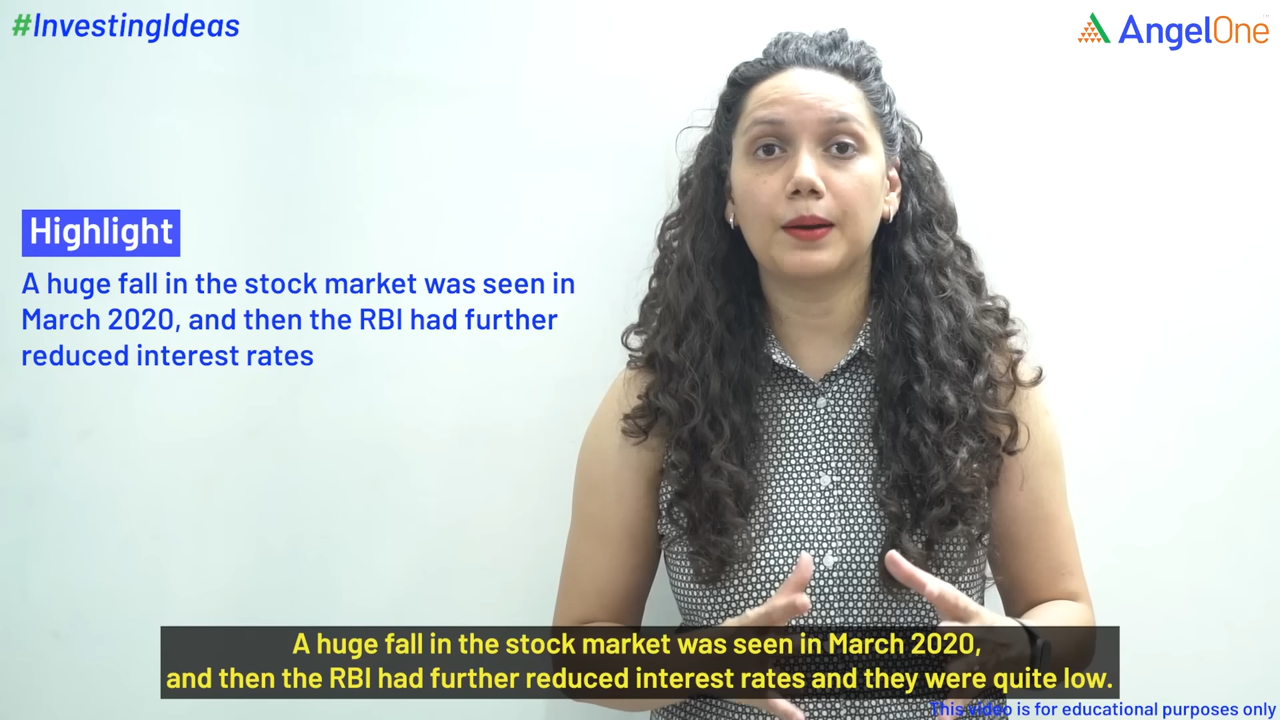 #InvestingIdeas
AngelOne
Highlight
A huge fall in the stock market was seen in
March 2020, and then the RBI had further
reduced interest rates
A huge fall in the stock market was seen in March 2020,
and then the RBI had further reduced interest rates and they were quite low.
This video is for educational purposes only